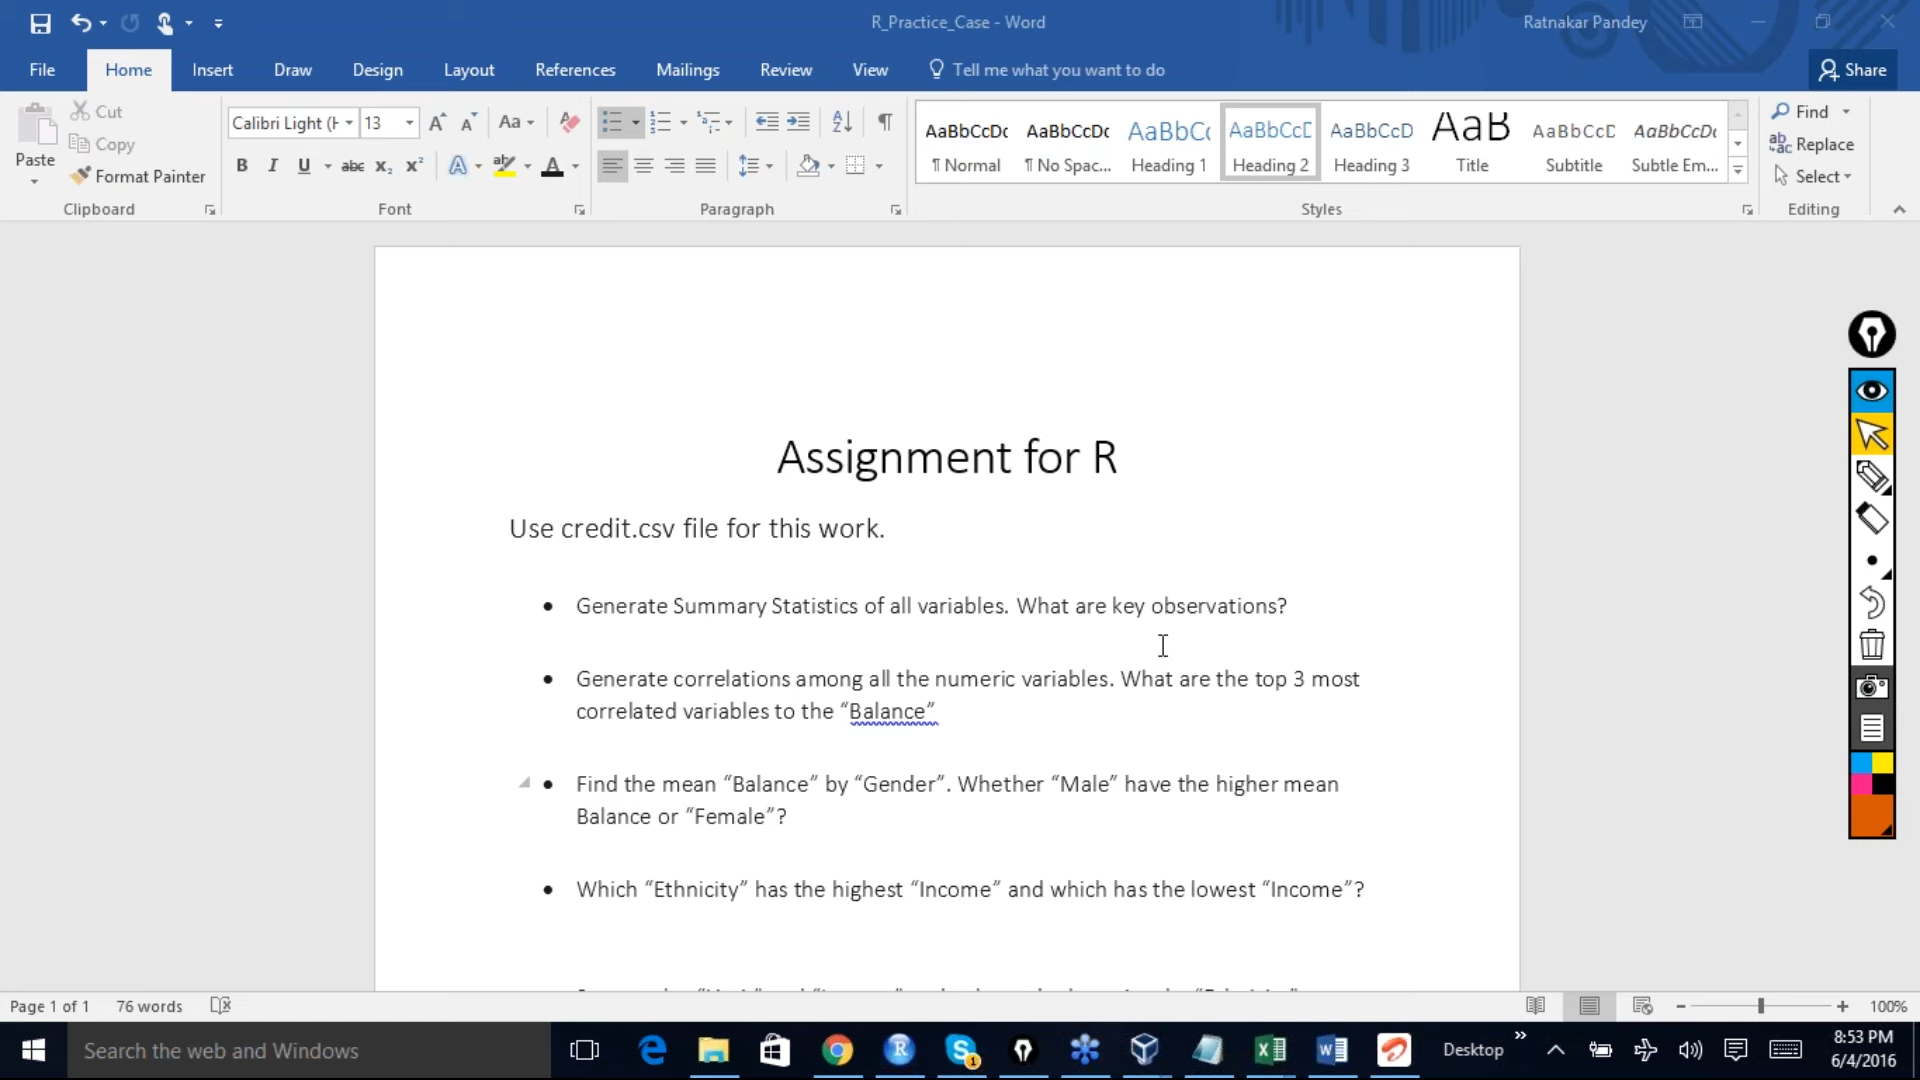 R_Practice_Case - Word
Ratnakar Pandey
File Home Insert Draw Design Layout References Mailings Review View Tell me what you want to do Share
Paste
Cut
Copy
Format Painter
Clipboard
Calibri Light (H 13
Font
Paragraph
AaBbCcDc AaBbCcDc AaBbC AaBbCcD AaBbCcD AaB AaBbCcD AaBbCcDc
¶ Normal ¶ No Spac... Heading 1 Heading 2 Heading 3 Title Subtitle Subtle Em...
Styles
Find
Replace
Select
Editing
Assignment for R
Use credit.csv file for this work.
• Generate Summary Statistics of all variables. What are key observations?
• Generate correlations among all the numeric variables. What are the top 3 most
correlated variables to the “Balance”
• Find the mean “Balance” by “Gender”. Whether “Male” have the higher mean
Balance or “Female”?
• Which “Ethnicity” has the highest “Income” and which has the lowest “Income”?
Page 1 of 1 76 words
100%
Search the web and Windows
Desktop
8:53 PM
6/4/2016